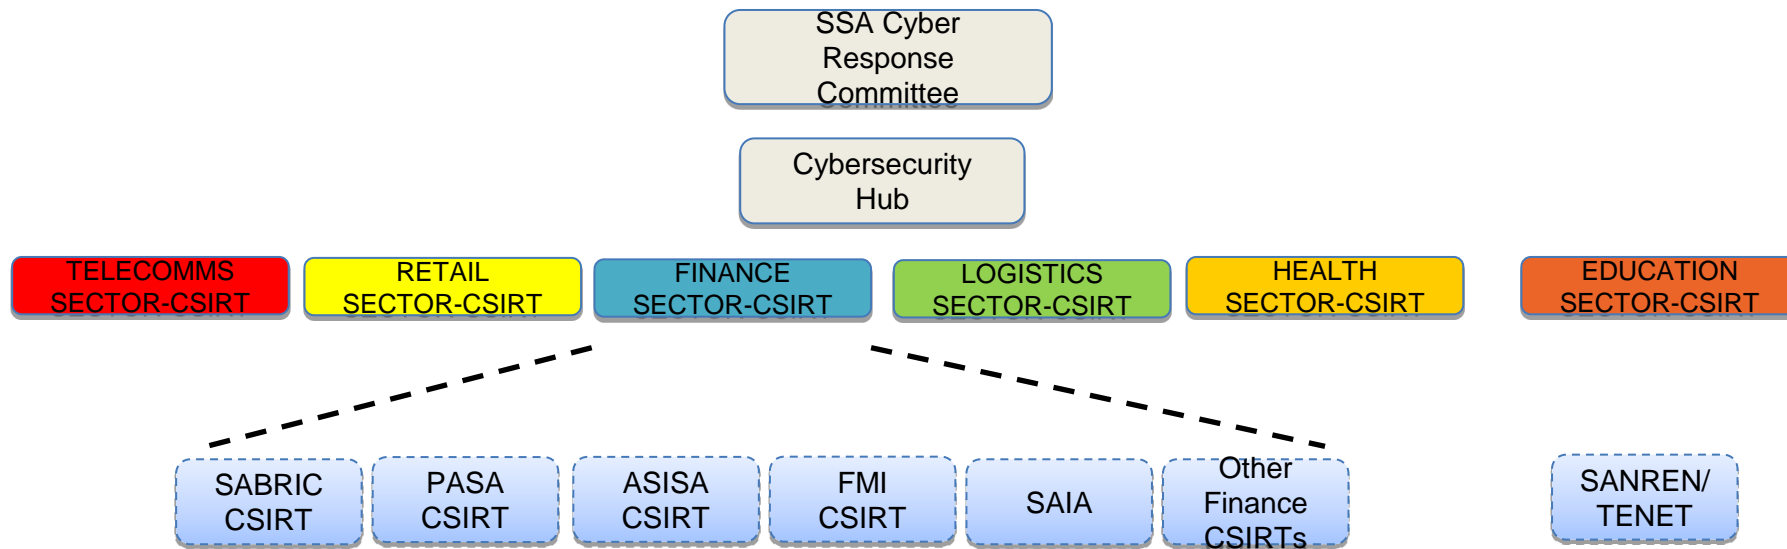 SSA Cyber
Response
Committee
Cybersecurity
Hub
TELECOMMS
SECTOR-CSIRT
RETAIL
SECTOR-CSIRT
FINANCE
SECTOR-CSIRT
LOGISTICS
SECTOR-CSIRT
HEALTH
SECTOR-CSIRT
EDUCATION
SECTOR-CSIRT
SABRIC
CSIRT
PASA
CSIRT
ASISA
CSIRT
FMI
CSIRT
SAIA
Other
Finance
CSIRTs
SANREN/
TENET